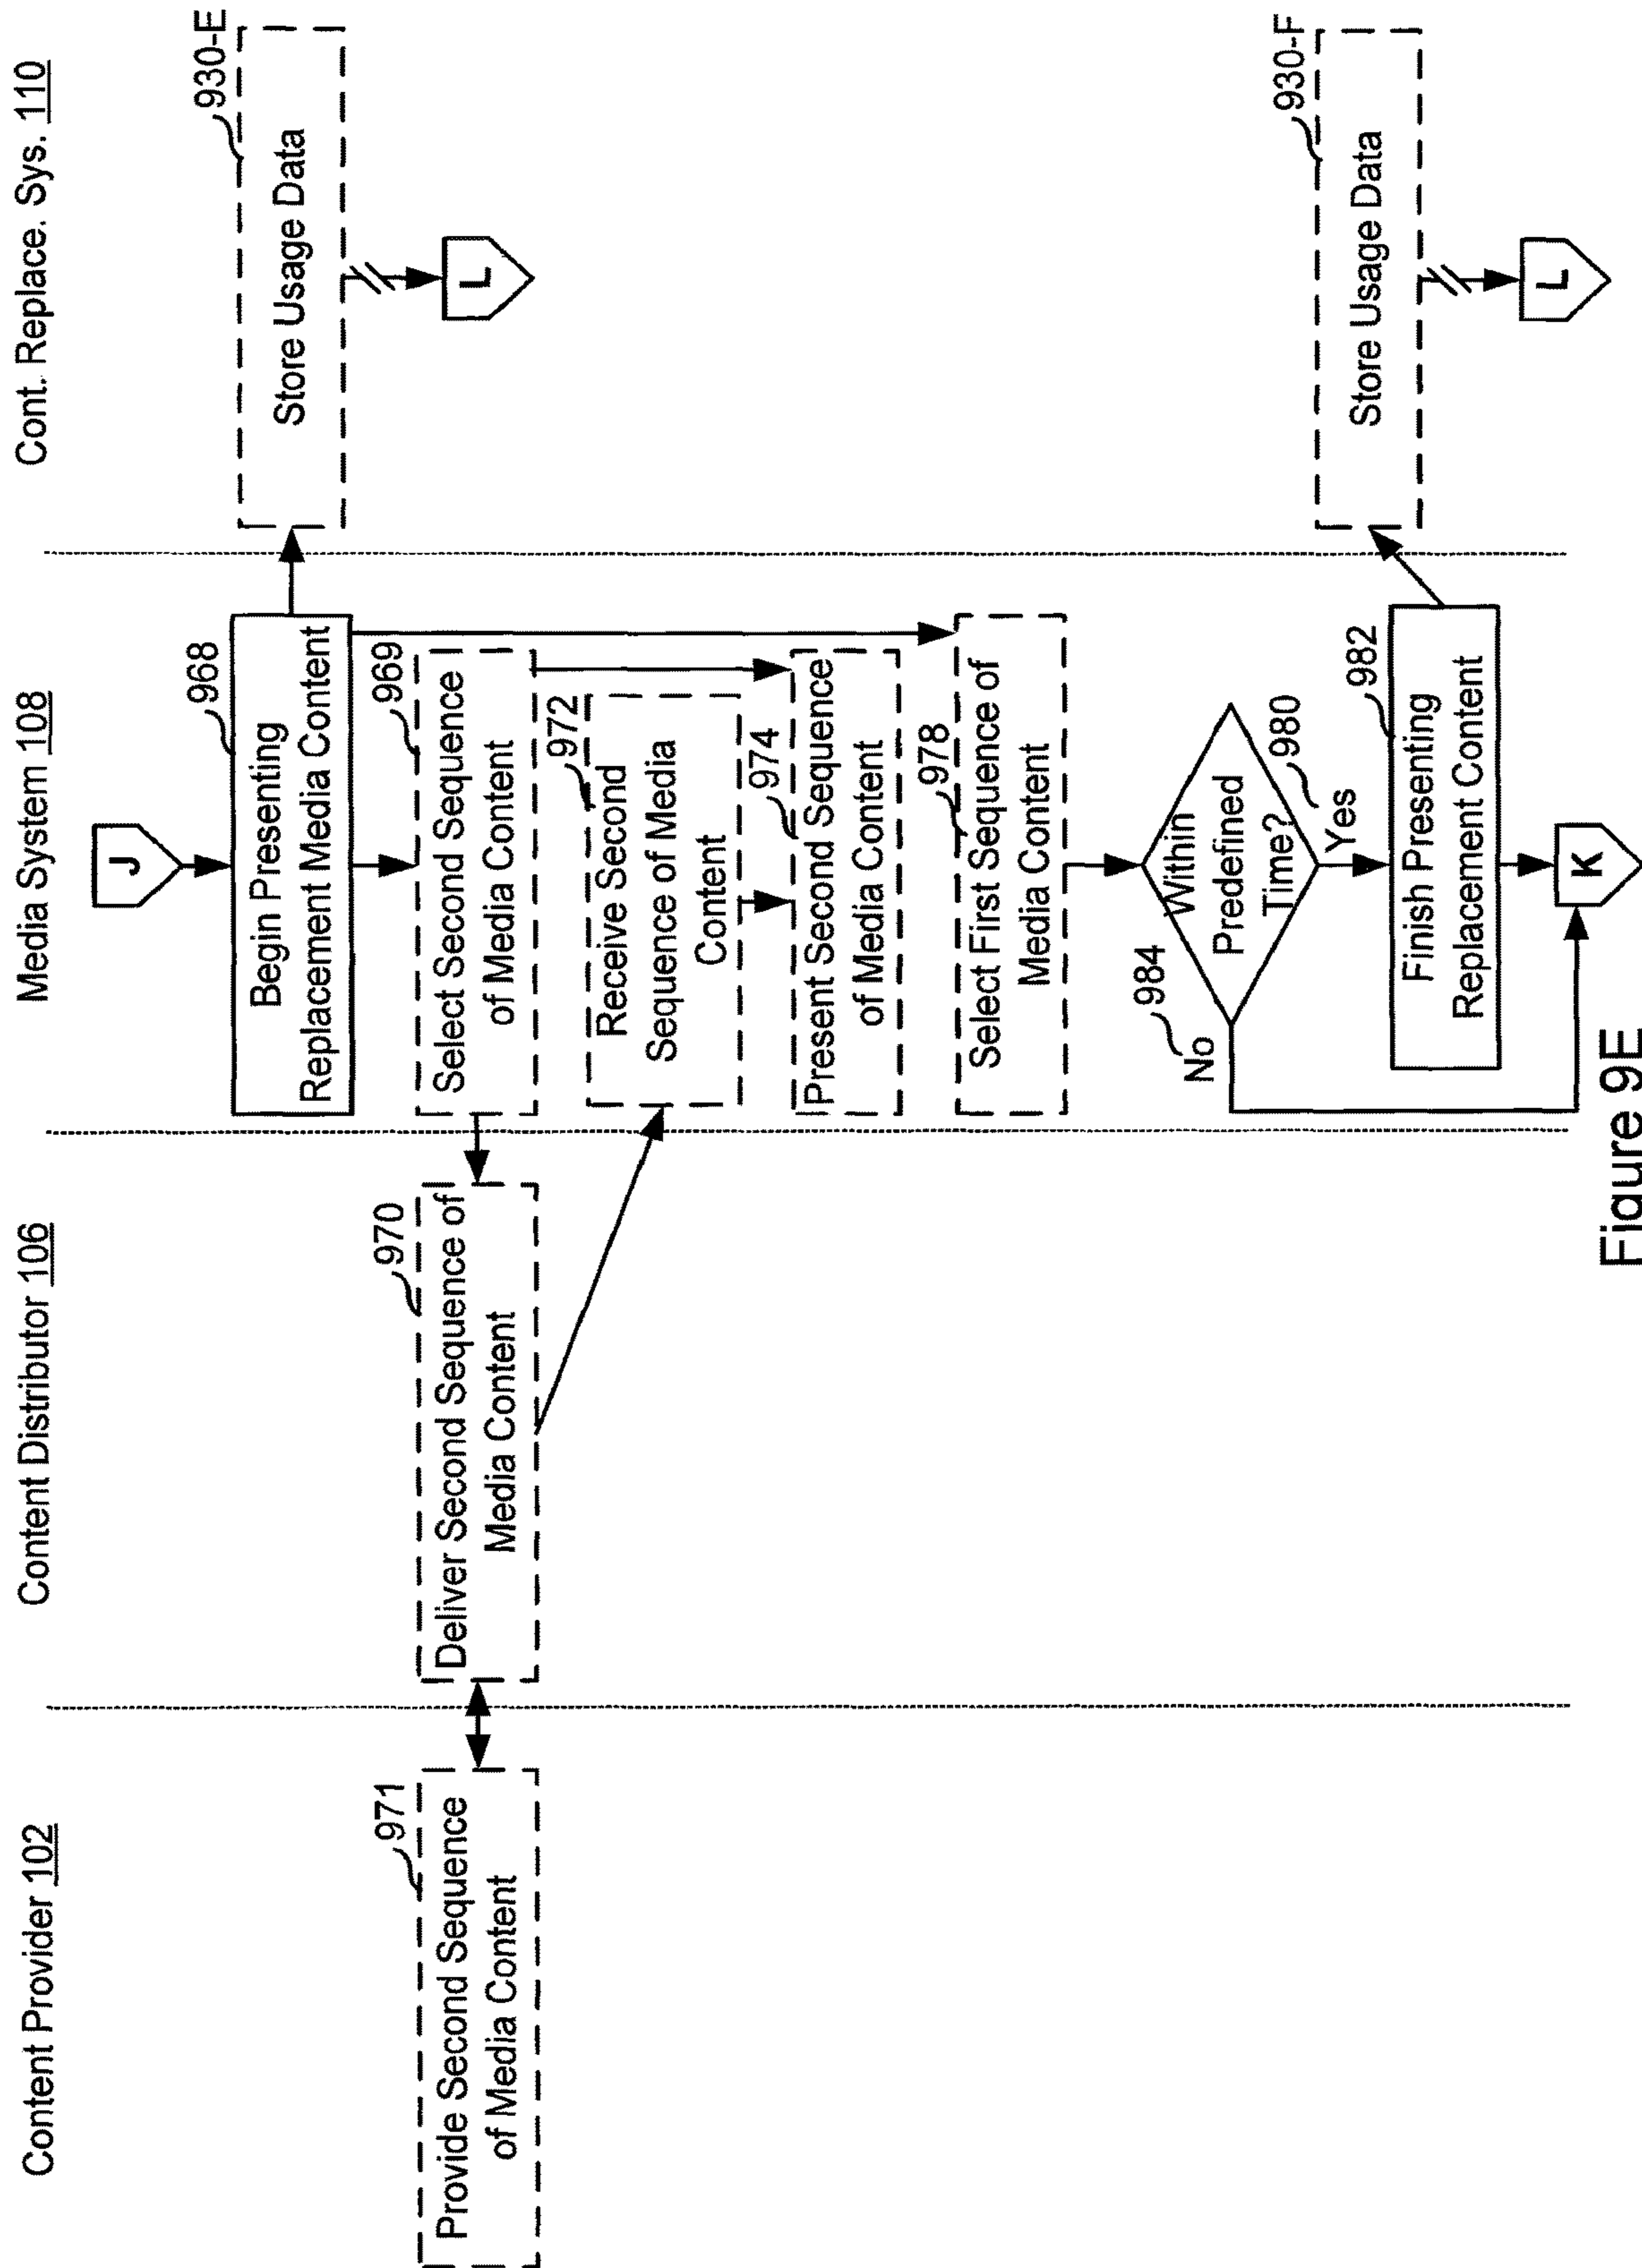 Content Provider 102
Content Distributor 106
Media System 108
Cont. Replace. Sys. 110
J
968
Begin Presenting
Replacement Media Content
930-E
Store Usage Data
L
971
Provide Second Sequence
of Media Content
970
Deliver Second Sequence of
Media Content
969
Select Second Sequence
of Media Content
972
Receive Second
Sequence of Media
Content
974
Present Second Sequence
of Media Content
978
Select First Sequence of
Media Content
984
No
Within
Predefined
Time?
980
Yes
982
Finish Presenting
Replacement Content
930-F
Store Usage Data
L
K
Figure 9E